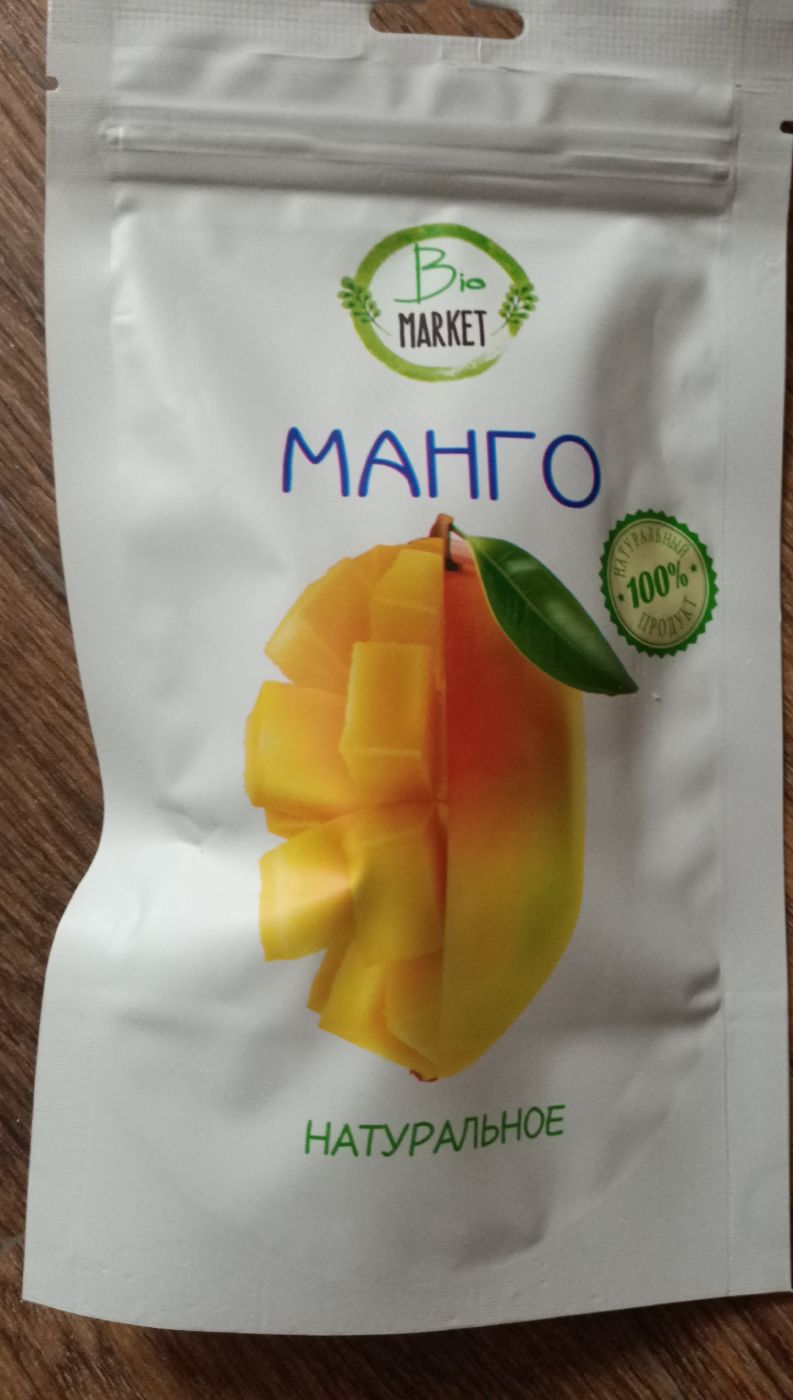 Bio
MARKET
МАНГО
НАТУРАЛЬНЫЙ
100%
ПРОДУКТ
НАТУРАЛЬНОЕ